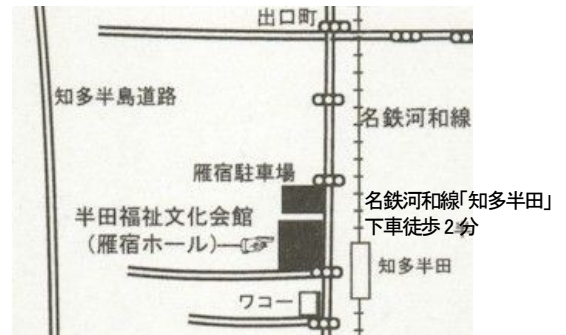 出口町
知多半島道路
名鉄河和線
雁宿駐車場
名鉄河和線「知多半田」
下車徒歩2分
半田福祉文化会館
(雁宿ホール)
知多半田
ワコー